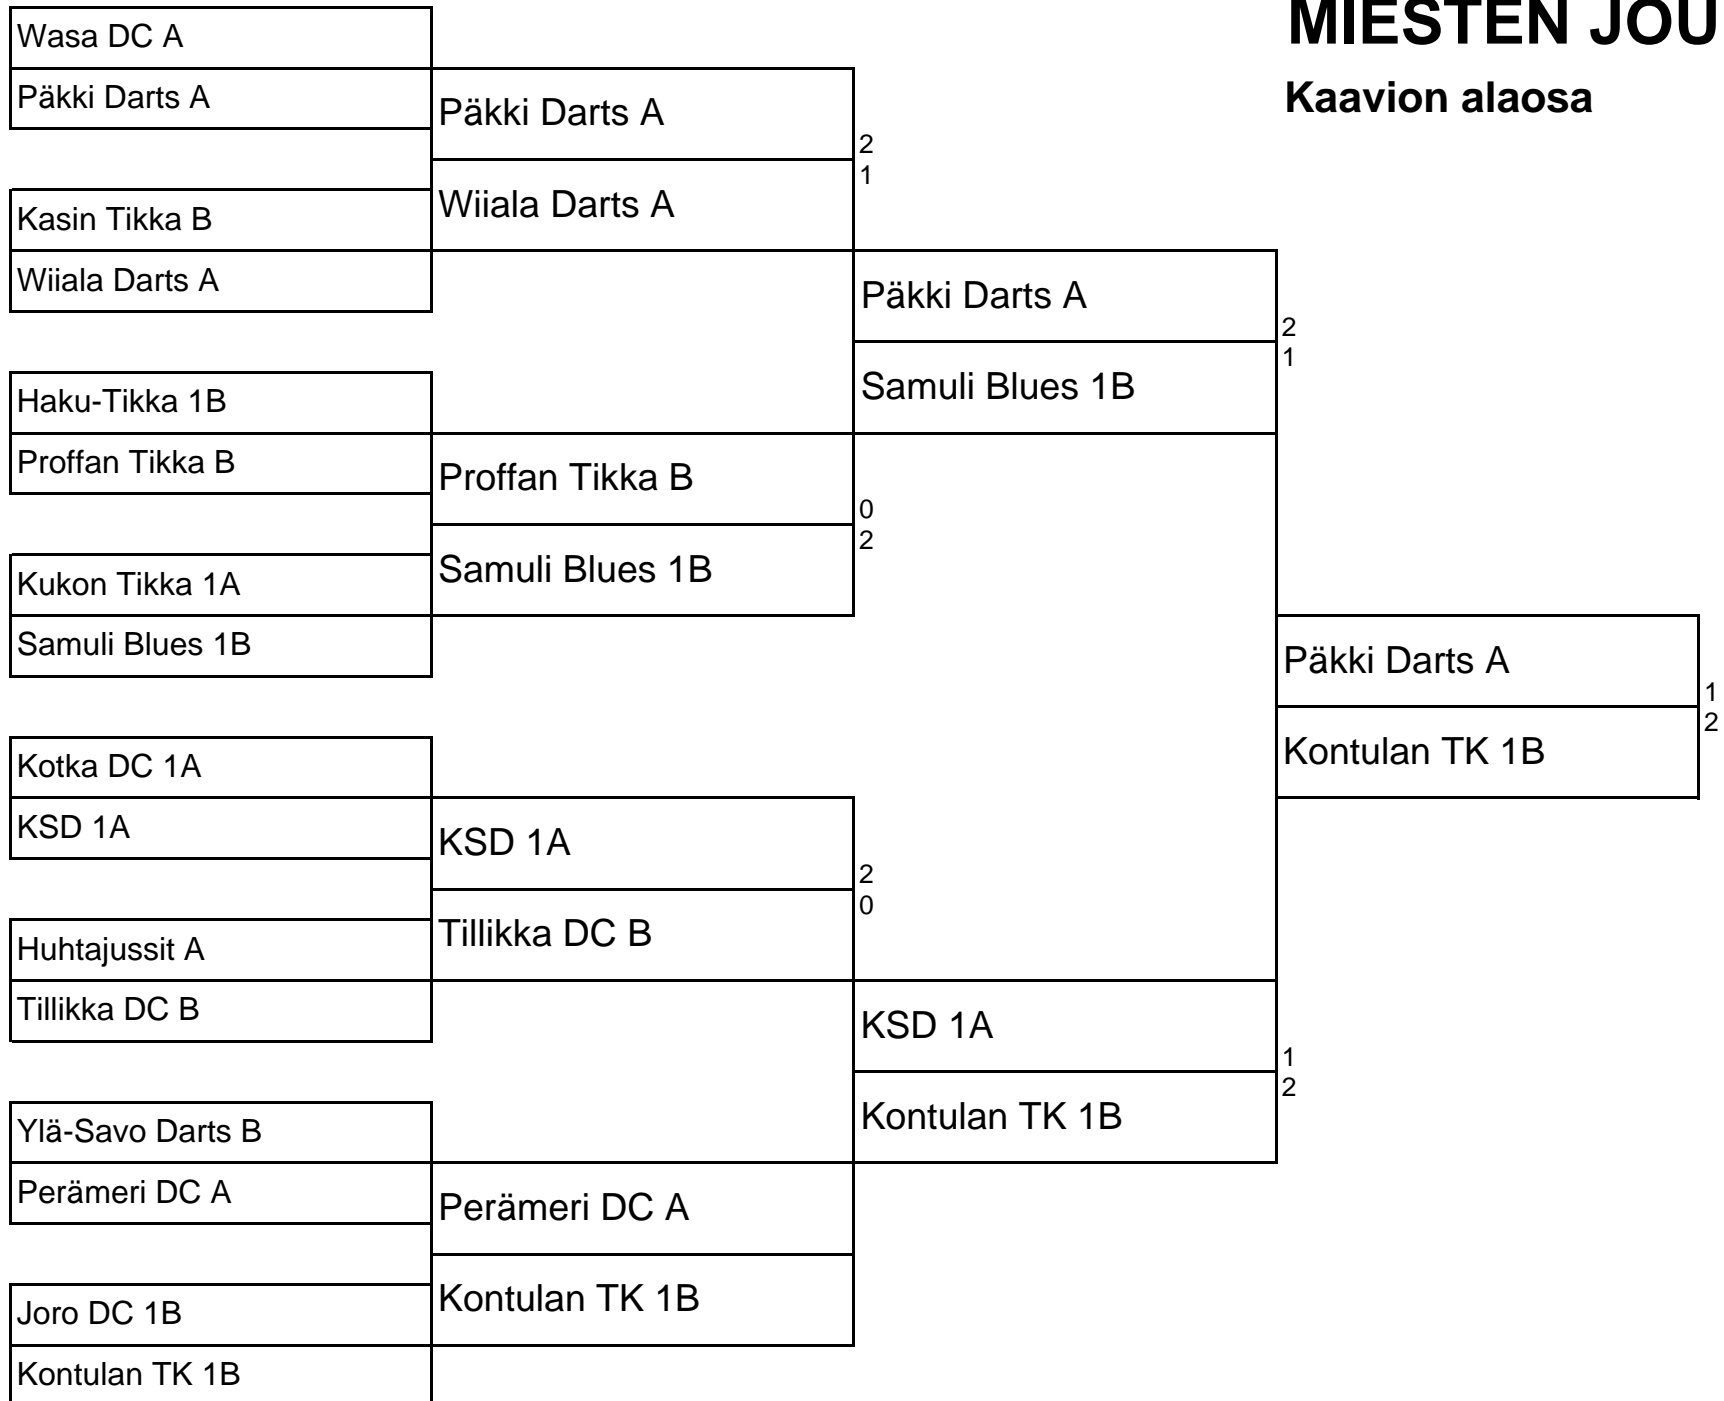 MIESTEN JOU
Kaavion alaosa
Wasa DC A
Päkki Darts A
Kasin Tikka B
Wiiala Darts A
Haku-Tikka 1B
Proffan Tikka B
Kukon Tikka 1A
Samuli Blues 1B
Kotka DC 1A
KSD 1A
Huhtajussit A
Tillikka DC B
Ylä-Savo Darts B
Perämeri DC A
Joro DC 1B
Kontulan TK 1B
Päkki Darts A
2
1
Wiiala Darts A
Proffan Tikka B
0
2
Samuli Blues 1B
KSD 1A
2
0
Tillikka DC B
Perämeri DC A
Kontulan TK 1B
Päkki Darts A
2
1
Samuli Blues 1B
KSD 1A
1
2
Kontulan TK 1B
Päkki Darts A
1
2
Kontulan TK 1B